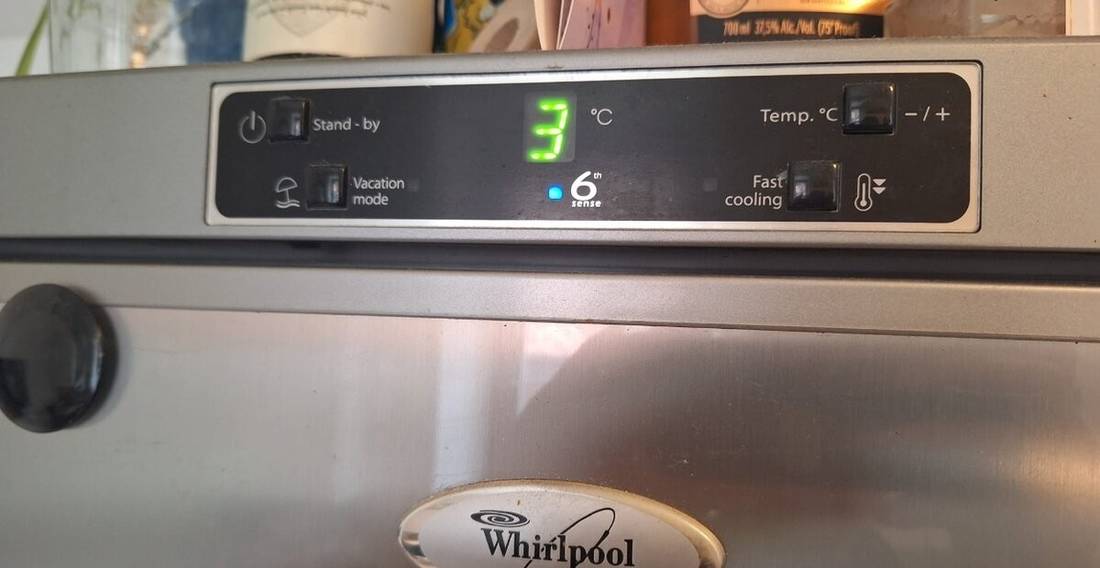 700 ml 37,5% Alc./Vol. (75° Proof)
Stand - by
3 °C
Temp. °C - / +
Vacation
mode
6th
sense
Fast
cooling
Whirlpool